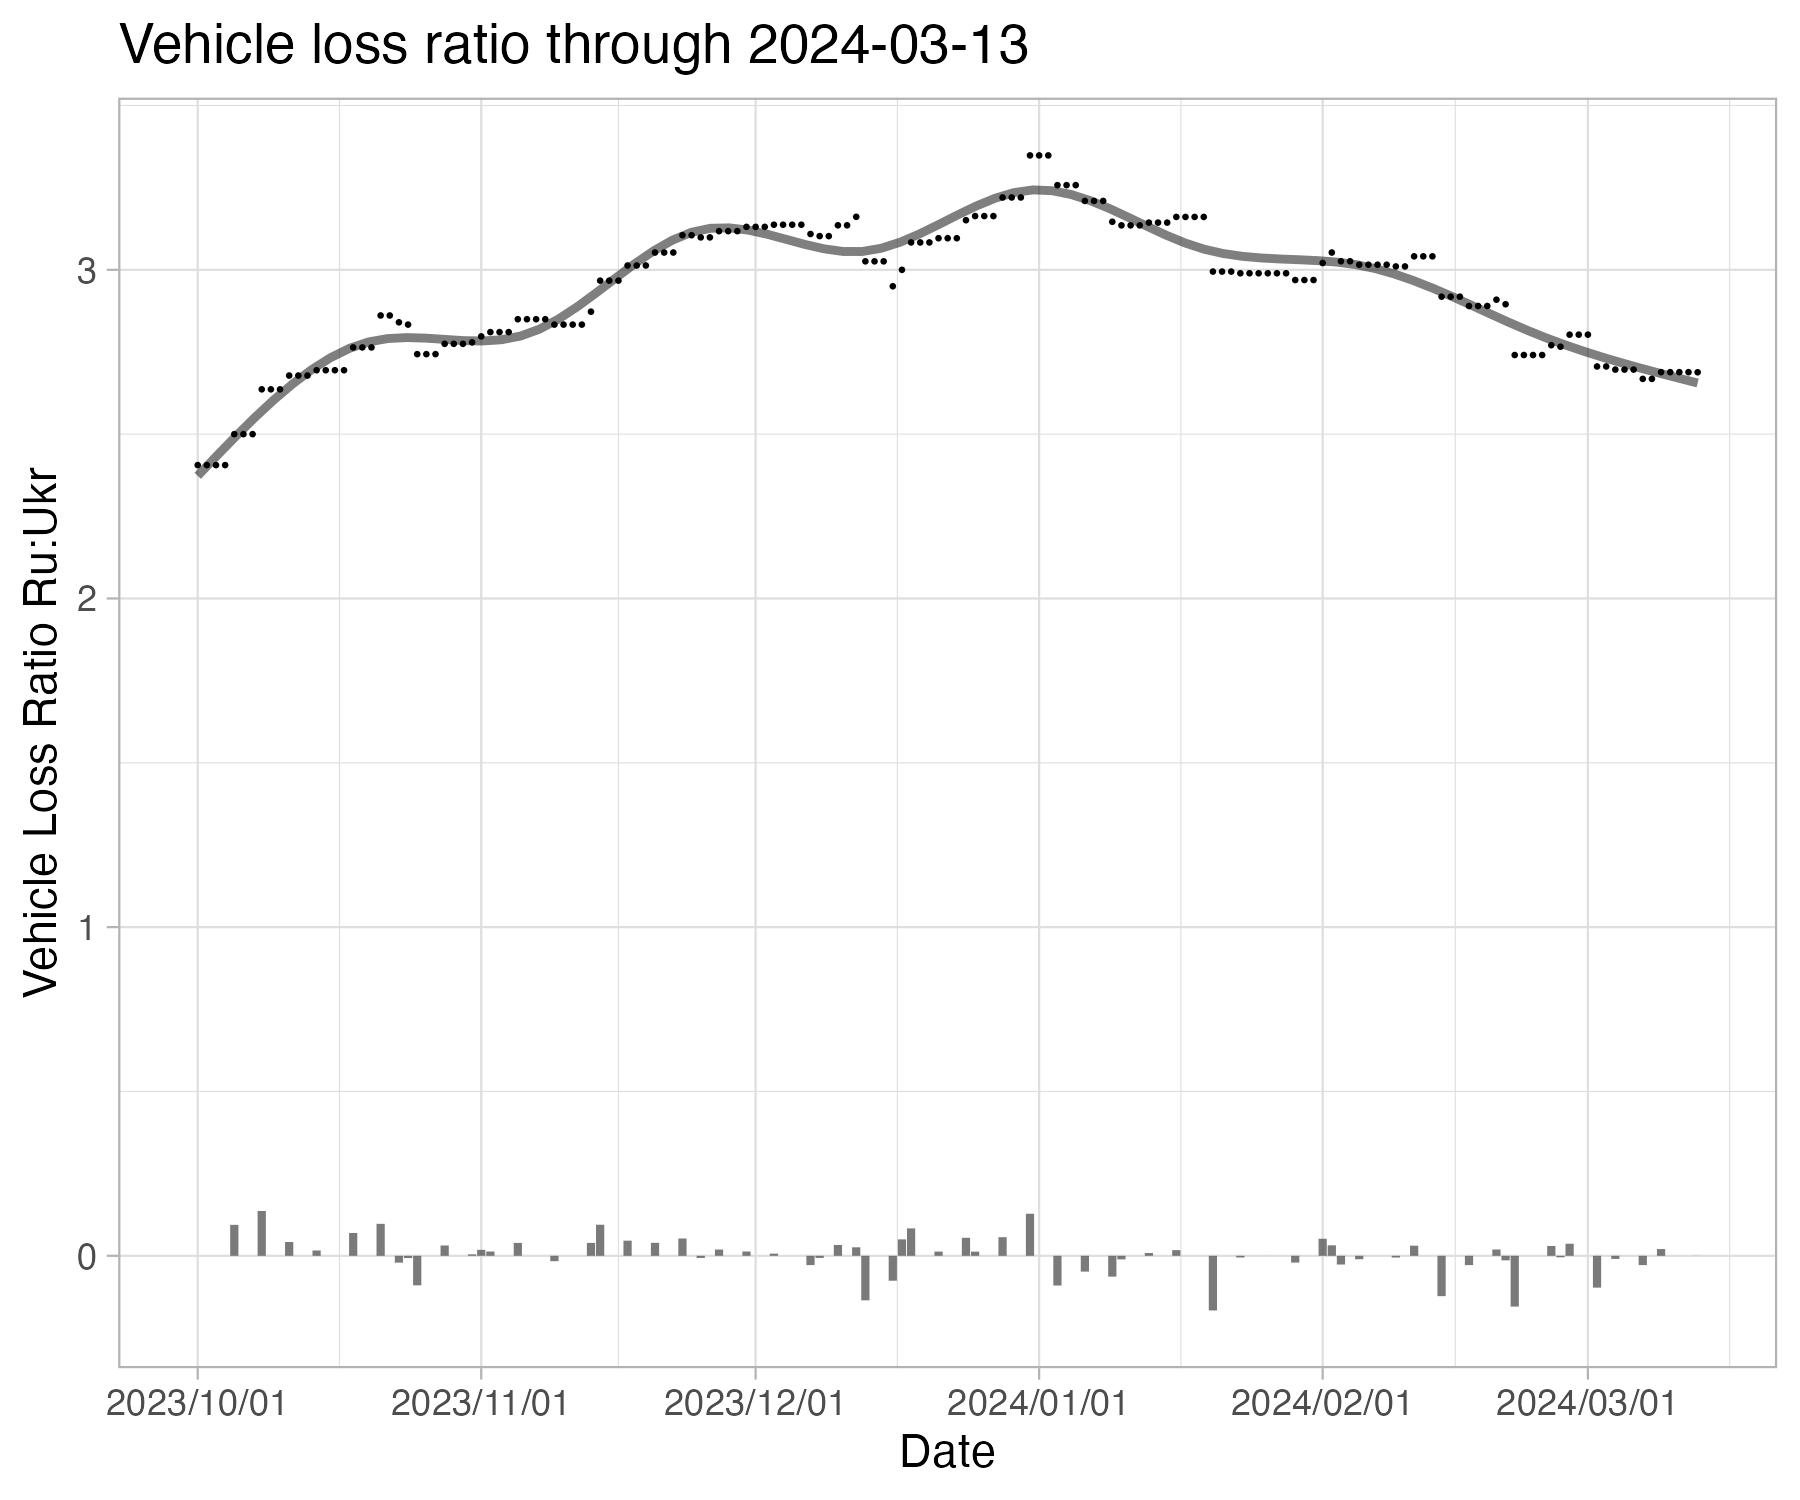 Vehicle loss ratio through 2024-03-13
Vehicle Loss Ratio Ru:Ukr
3
2
1
0
2023/10/01 2023/11/01 2023/12/01 2024/01/01 2024/02/01 2024/03/01
Date